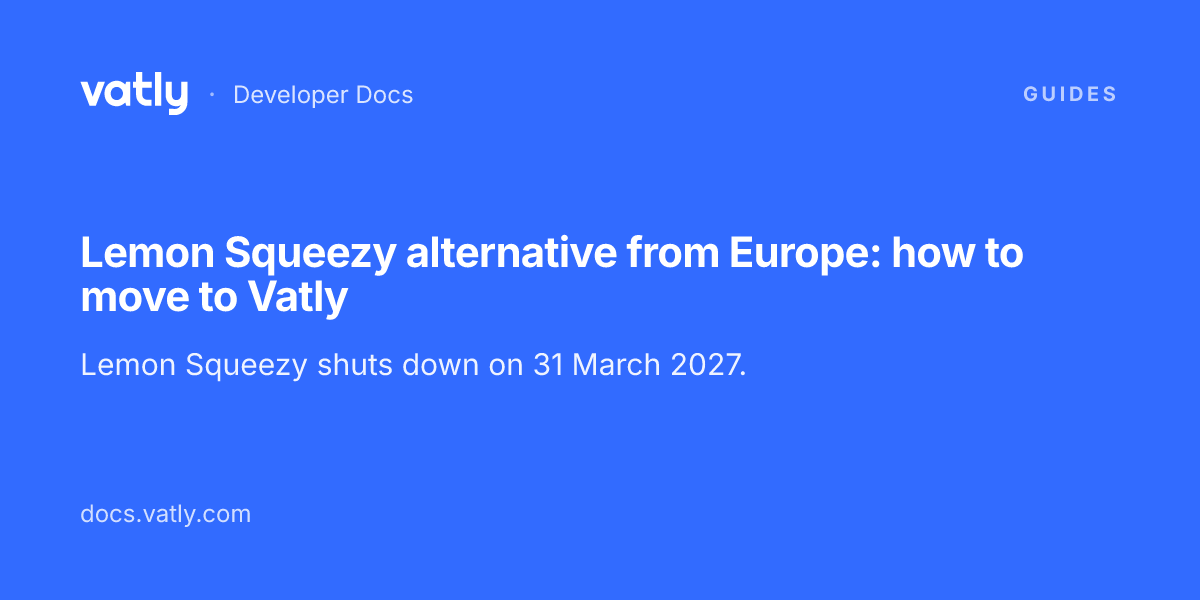 vatly · Developer Docs
GUIDES
Lemon Squeezy alternative from Europe: how to
move to Vatly
Lemon Squeezy shuts down on 31 March 2027.
docs.vatly.com